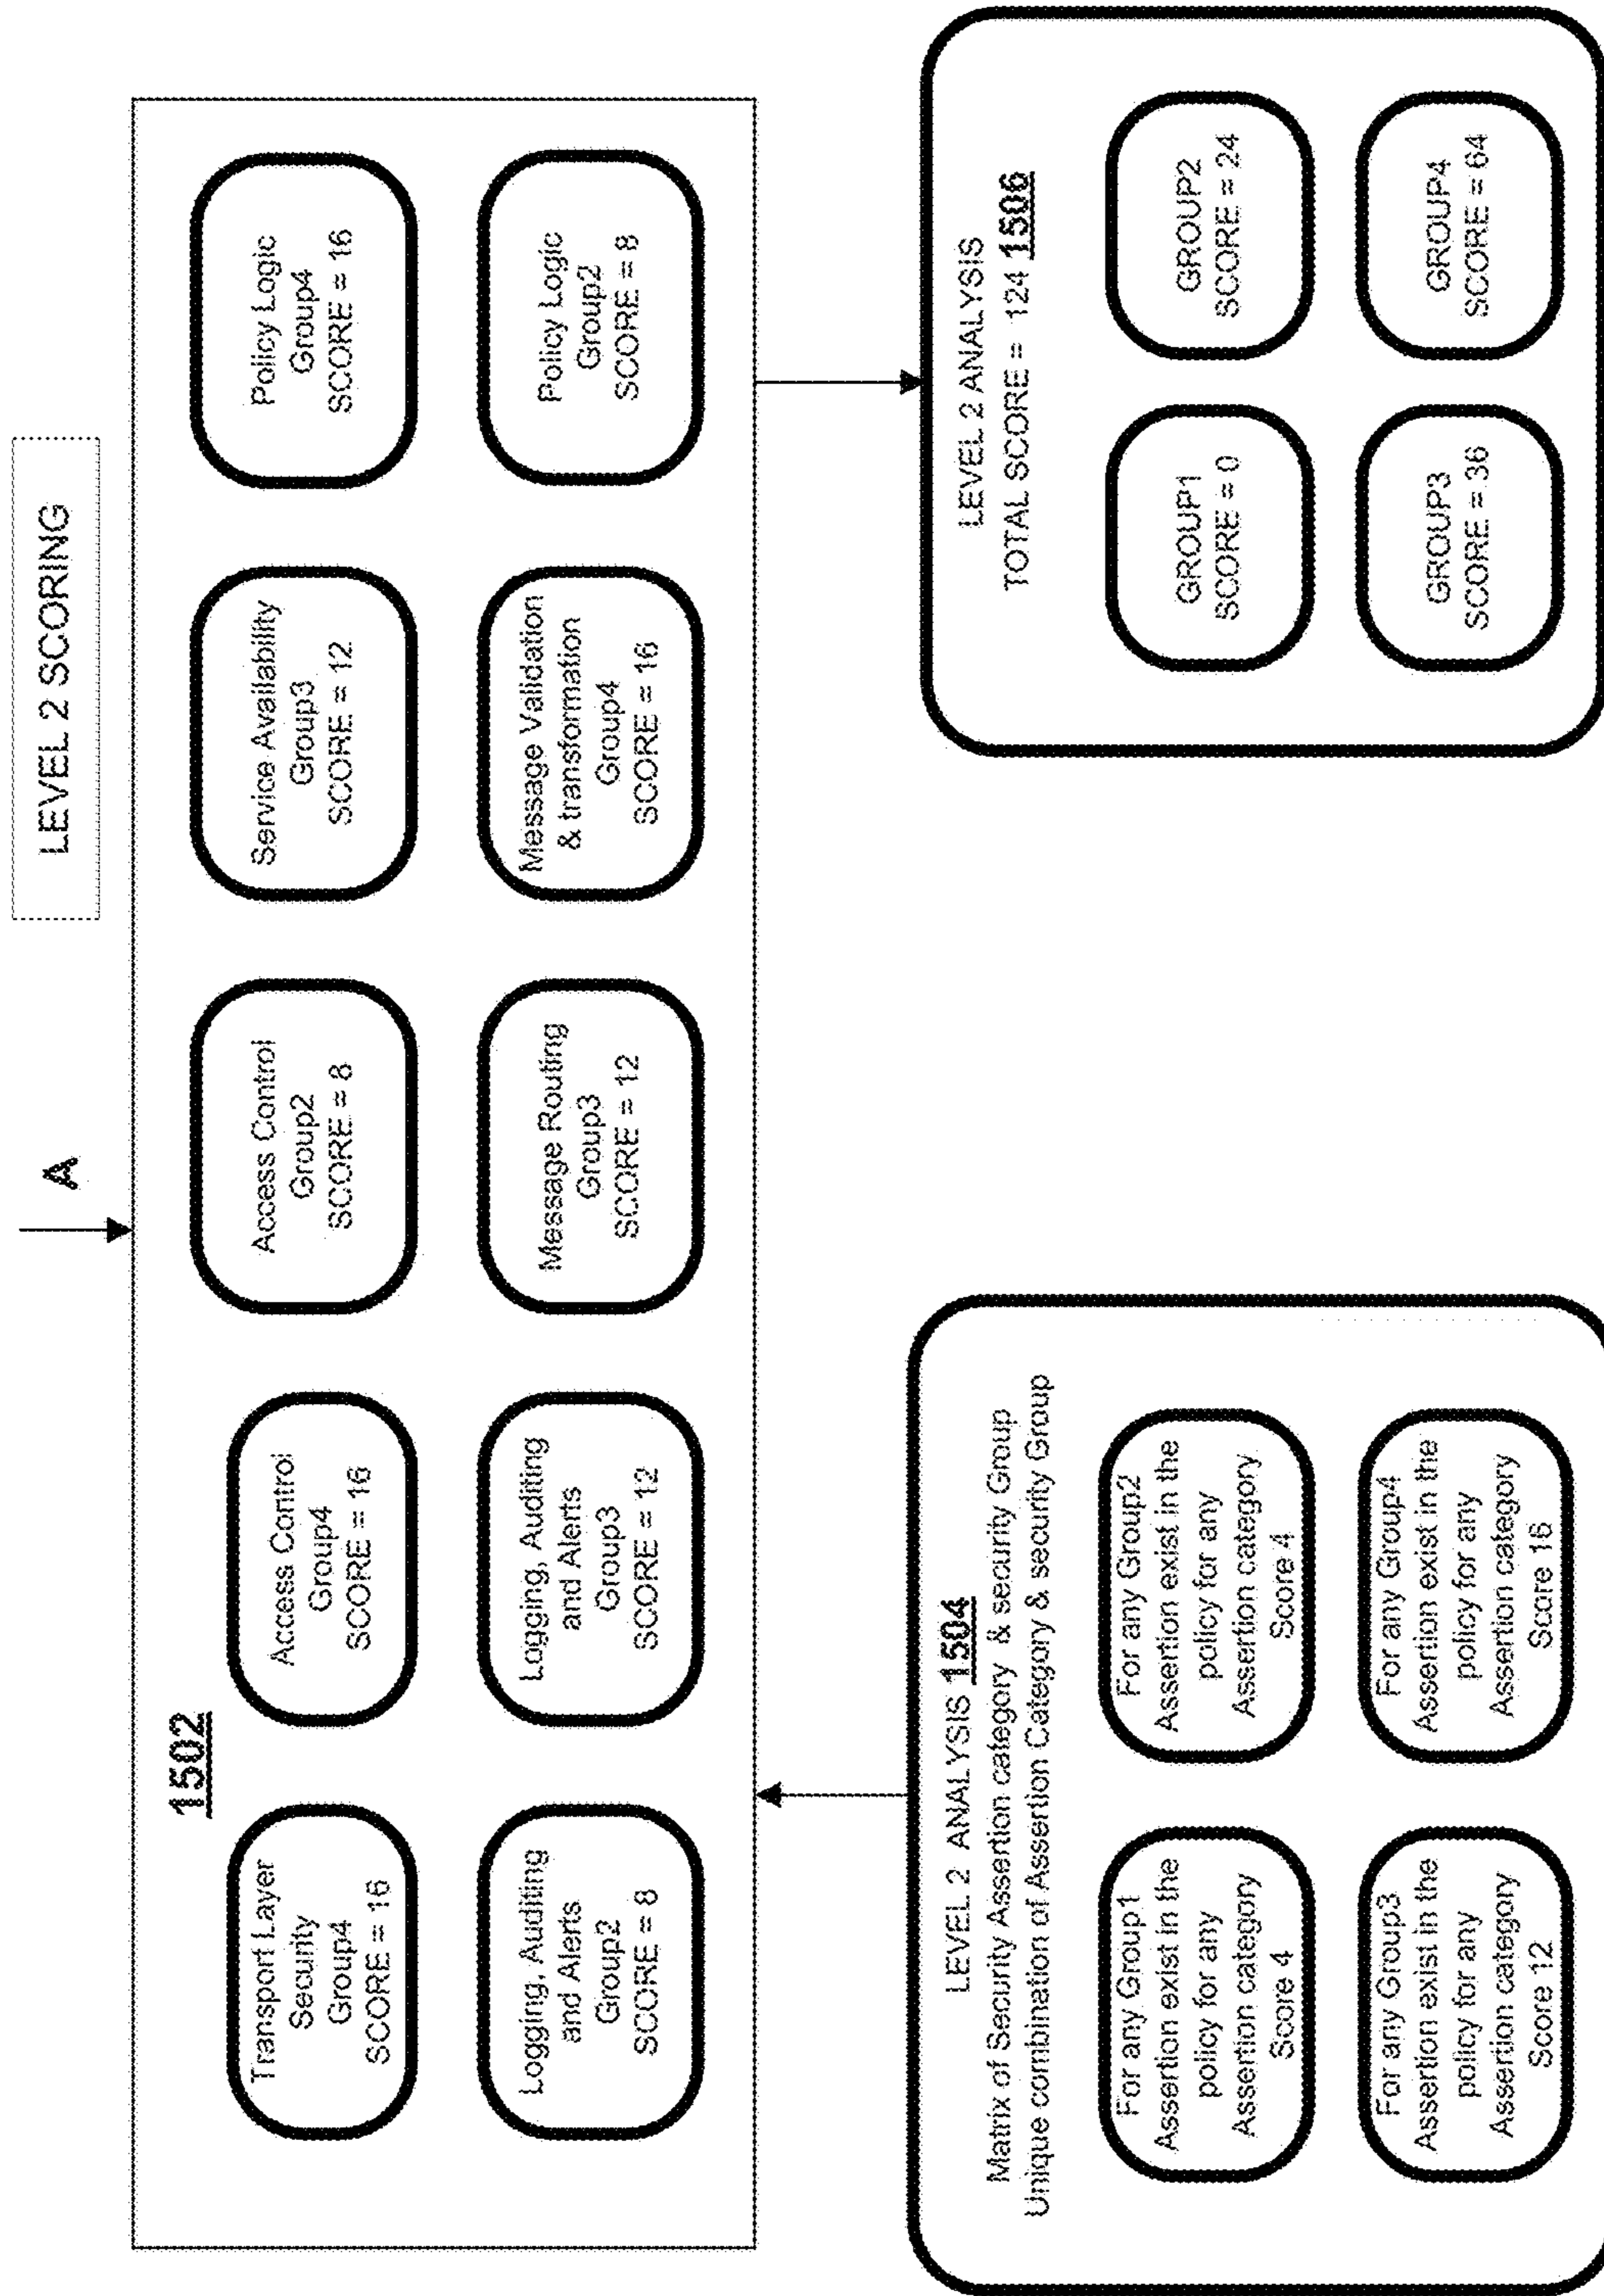 LEVEL 2 SCORING
A
1502
Transport Layer
Security
Group4
SCORE = 16
Access Control
Group4
SCORE = 16
Access Control
Group2
SCORE = 8
Service Availability
Group3
SCORE = 12
Policy Logic
Group4
SCORE = 16
Logging, Auditing
and Alerts
Group2
SCORE = 8
Logging, Auditing
and Alerts
Group3
SCORE = 12
Message Routing
Group3
SCORE = 12
Message Validation
& transformation
Group4
SCORE = 16
Policy Logic
Group2
SCORE = 8
LEVEL 2 ANALYSIS 1504
Matrix of Security Assertion category & security Group
Unique combination of Assertion Category & security Group
For any Group1
Assertion exist in the
policy for any
Assertion category
Score 4
For any Group2
Assertion exist in the
policy for any
Assertion category
Score 4
For any Group3
Assertion exist in the
policy for any
Assertion category
Score 12
For any Group4
Assertion exist in the
policy for any
Assertion category
Score 16
LEVEL 2 ANALYSIS
TOTAL SCORE = 124 1506
GROUP1
SCORE = 0
GROUP2
SCORE = 24
GROUP3
SCORE = 36
GROUP4
SCORE = 64